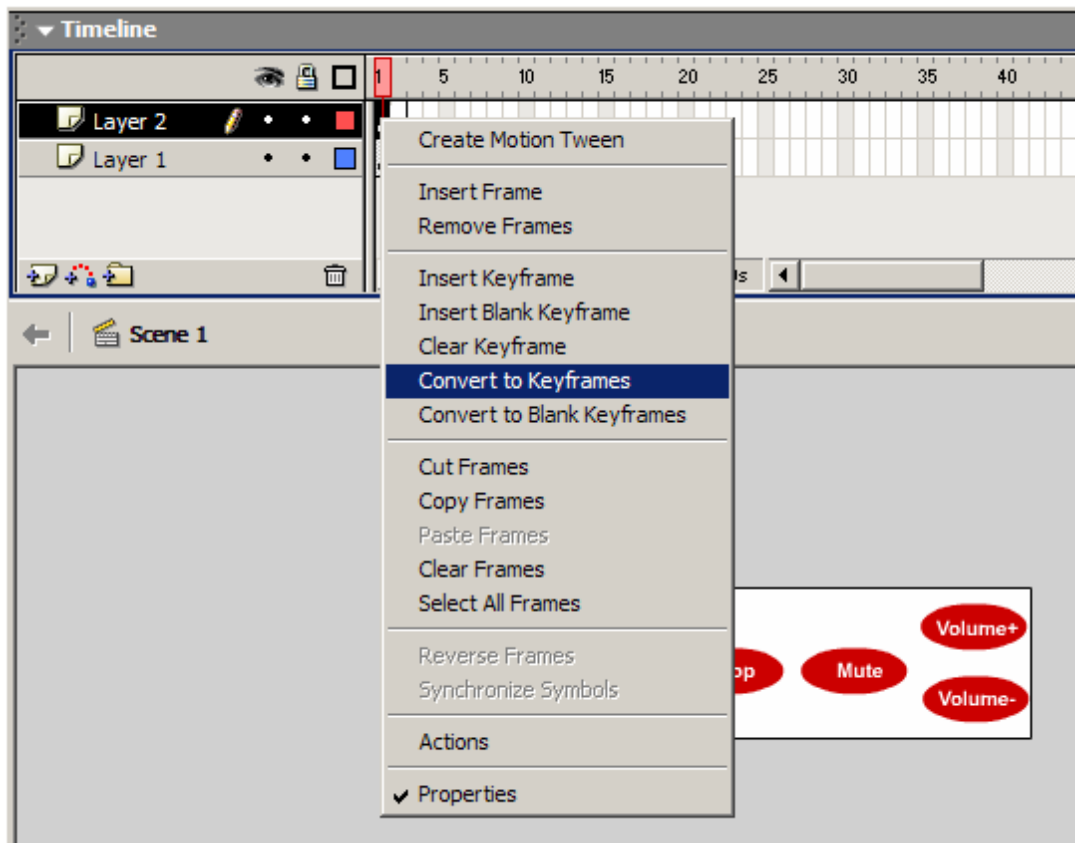 Timeline
1 5 10 15 20 25 30 35 40
Layer 2
Layer 1
Scene 1
Create Motion Tween
Insert Frame
Remove Frames
Insert Keyframe
Insert Blank Keyframe
Clear Keyframe
Convert to Keyframes
Convert to Blank Keyframes
Cut Frames
Copy Frames
Paste Frames
Clear Frames
Select All Frames
Reverse Frames
Synchronize Symbols
Actions
Properties
Volume+
Mute
Volume-